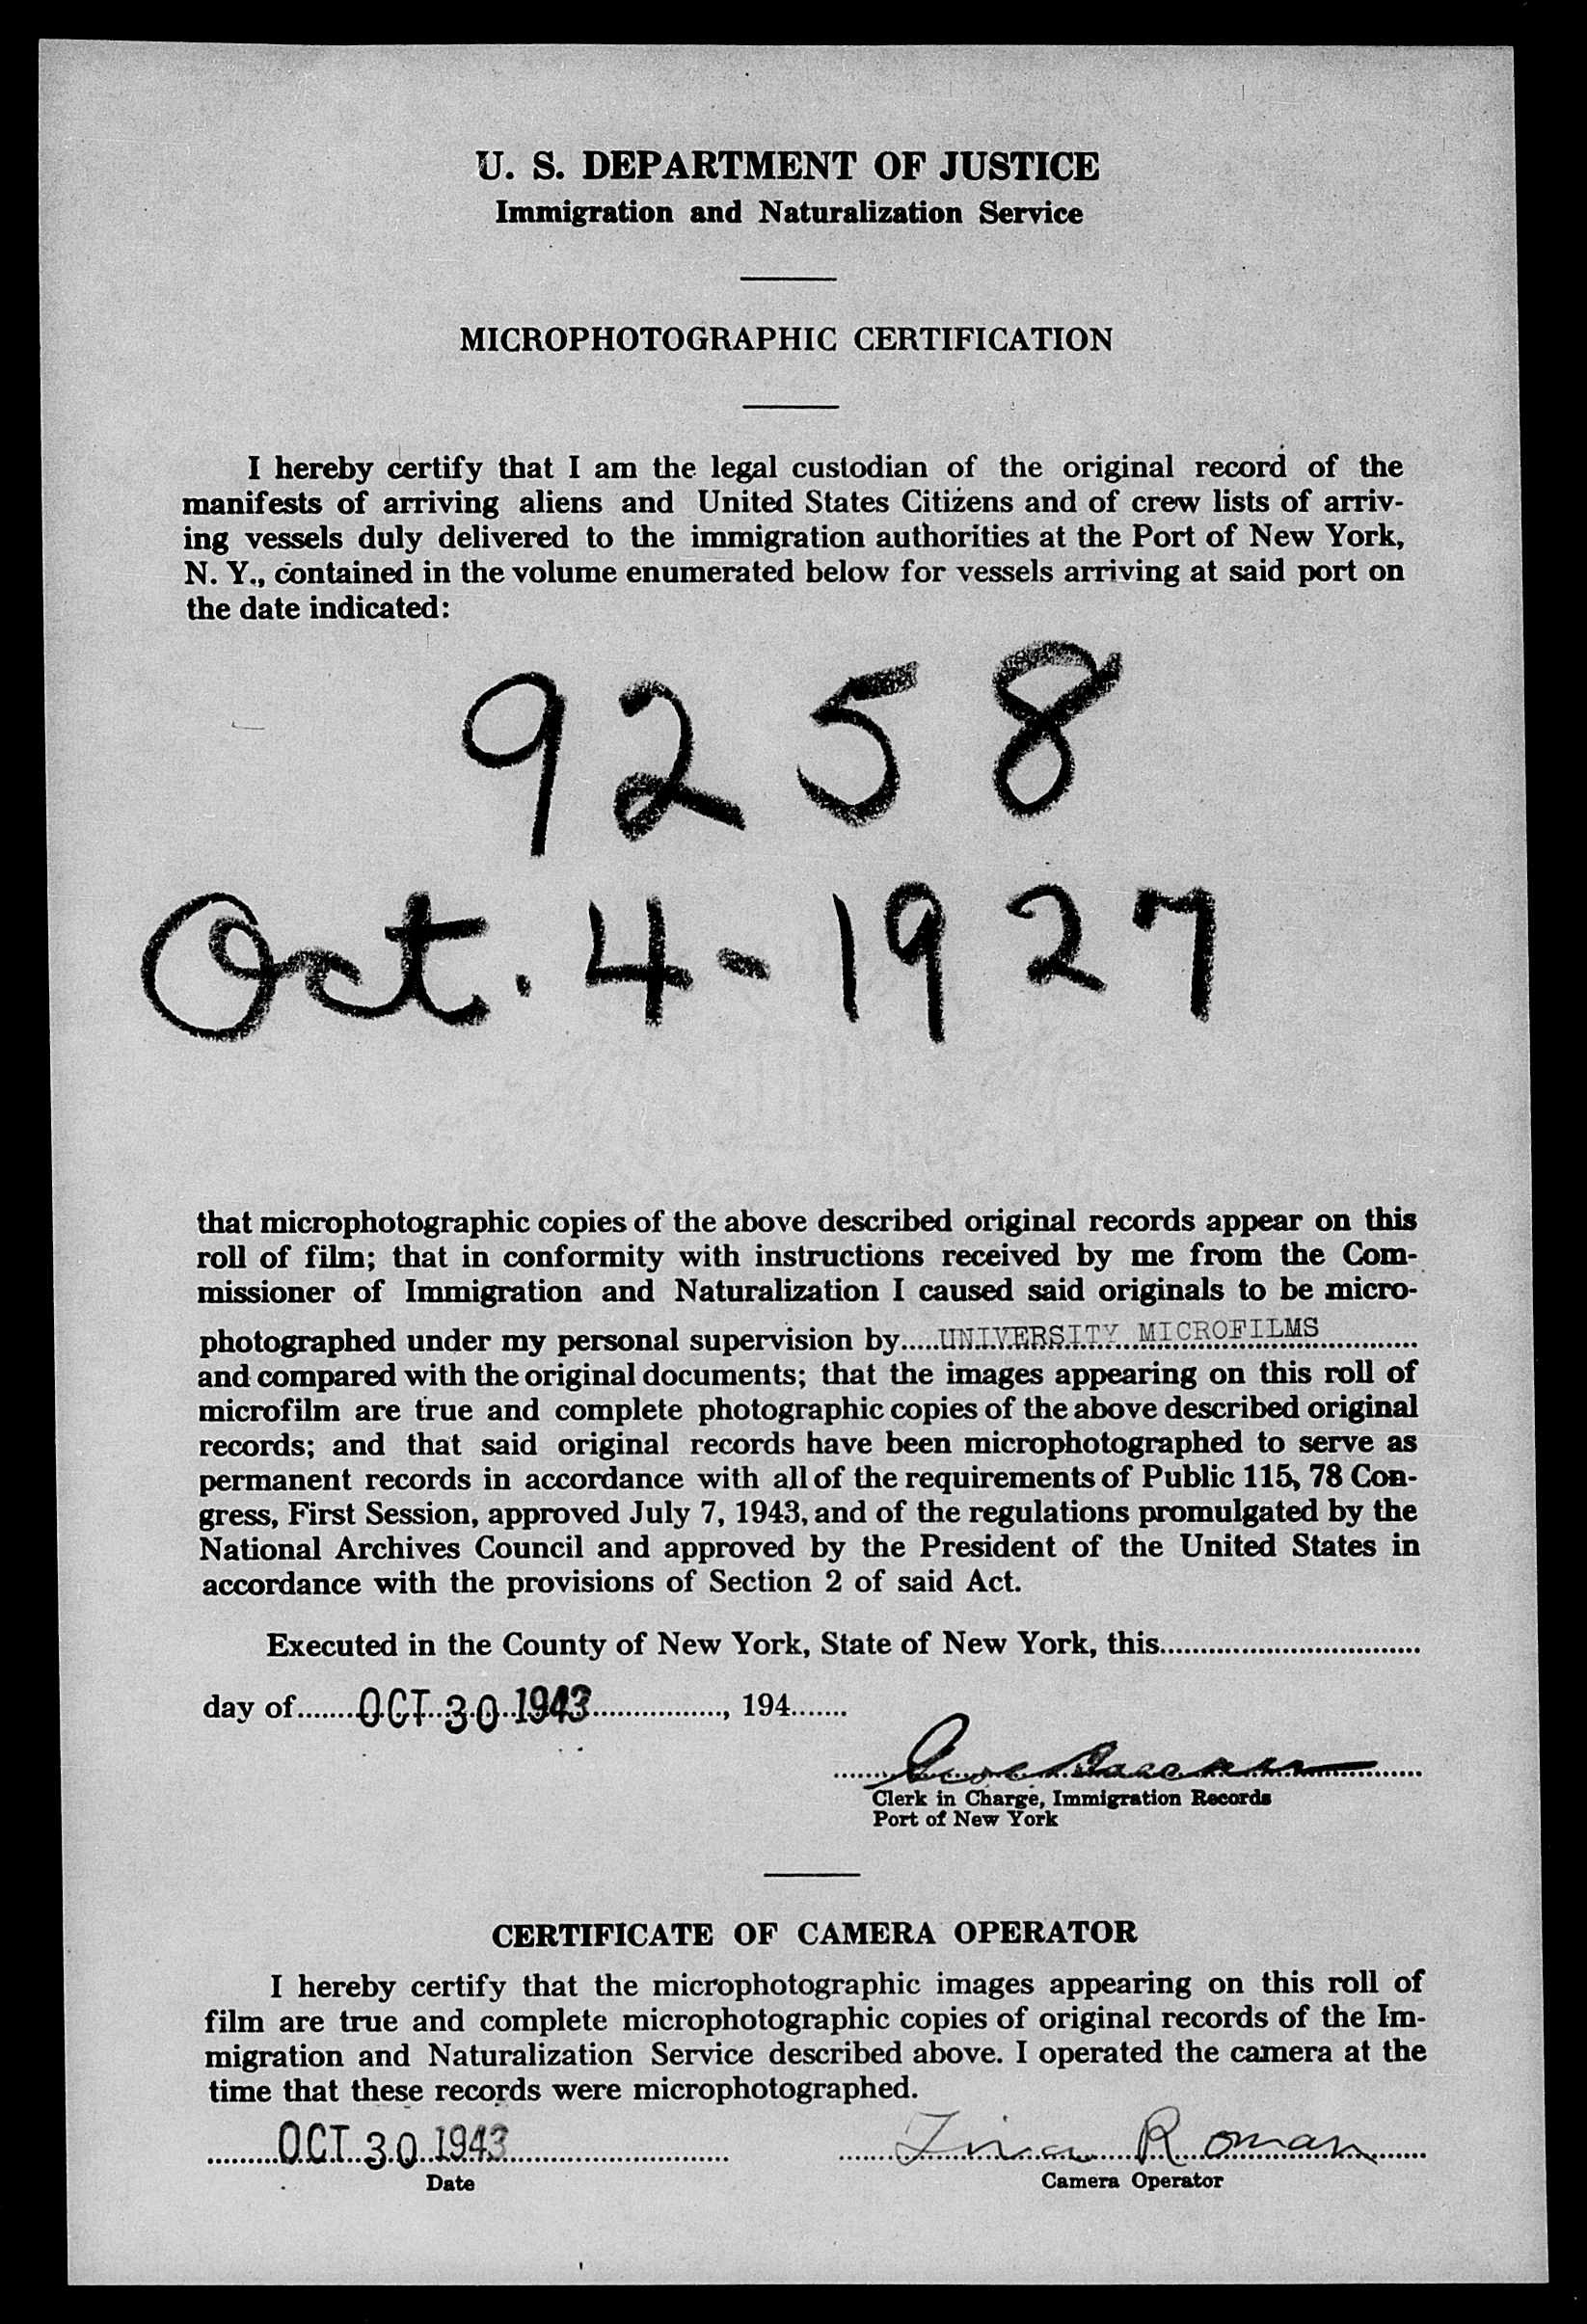 U. S. DEPARTMENT OF JUSTICE
Immigration and Naturalization Service
MICROPHOTOGRAPHIC CERTIFICATION
I hereby certify that I am the legal custodian of the original record of the
manifests of arriving aliens and United States Citizens and of crew lists of arriv-
ing vessels duly delivered to the immigration authorities at the Port of New York,
N. Y., contained in the volume enumerated below for vessels arriving at said port on
the date indicated:
9258
Oct. 4-1927
that microphotographic copies of the above described original records appear on this
roll of film; that in conformity with instructions received by me from the Com-
missioner of Immigration and Naturalization I caused said originals to be micro-
photographed under my personal supervision by.....UNIVERSITY MICROFILMS
and compared with the original documents; that the images appearing on this roll of
microfilm are true and complete photographic copies of the above described original
records; and that said original records have been microphotographed to serve as
permanent records in accordance with all of the requirements of Public 115, 78 Con-
gress, First Session, approved July 7, 1943, and of the regulations promulgated by the
National Archives Council and approved by the President of the United States in
accordance with the provisions of Section 2 of said Act.
Executed in the County of New York, State of New York, this
day of OCT 30 1943, 194
Clerk in Charge, Immigration Records
Port of New York
CERTIFICATE OF CAMERA OPERATOR
I hereby certify that the microphotographic images appearing on this roll of
film are true and complete microphotographic copies of original records of the Im-
migration and Naturalization Service described above. I operated the camera at the
time that these records were microphotographed.
OCT 30 1943 Roman
Date Camera Operator